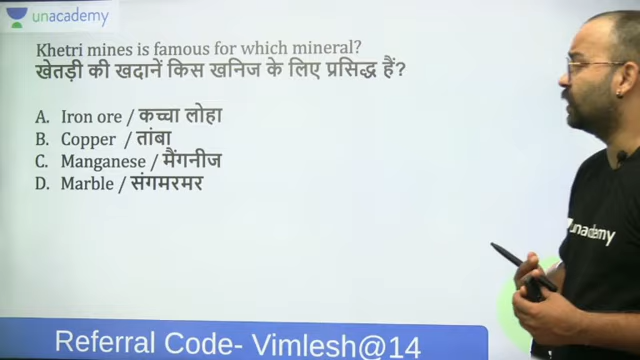 unacademy
Khetri mines is famous for which mineral?
खेतड़ी की खदानें किस खनिज के लिए प्रसिद्ध हैं?
A. Iron ore / कच्चा लोहा
B. Copper / तांबा
C. Manganese / मैंगनीज
D. Marble / संगमरमर
unacademy
Referral Code- Vimlesh@14